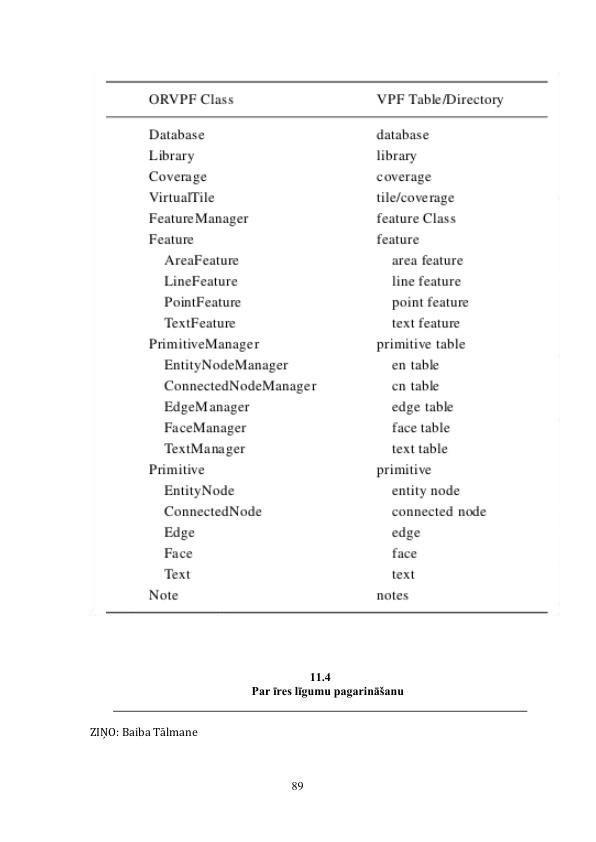 ORVPF Class VPF Table/Directory
Database database
Library library
Coverage coverage
VirtualTile tile/coverage
FeatureManager feature Class
Feature feature
AreaFeature area feature
LineFeature line feature
PointFeature point feature
TextFeature text feature
PrimitiveManager primitive table
EntityNodeManager en table
ConnectedNodeManager cn table
EdgeManager edge table
FaceManager face table
TextManager text table
Primitive primitive
EntityNode entity node
ConnectedNode connected node
Edge edge
Face face
Text text
Note notes
11.4
Par īres līgumu pagarināšanu
ZIŅO: Baiba Tālmane
89